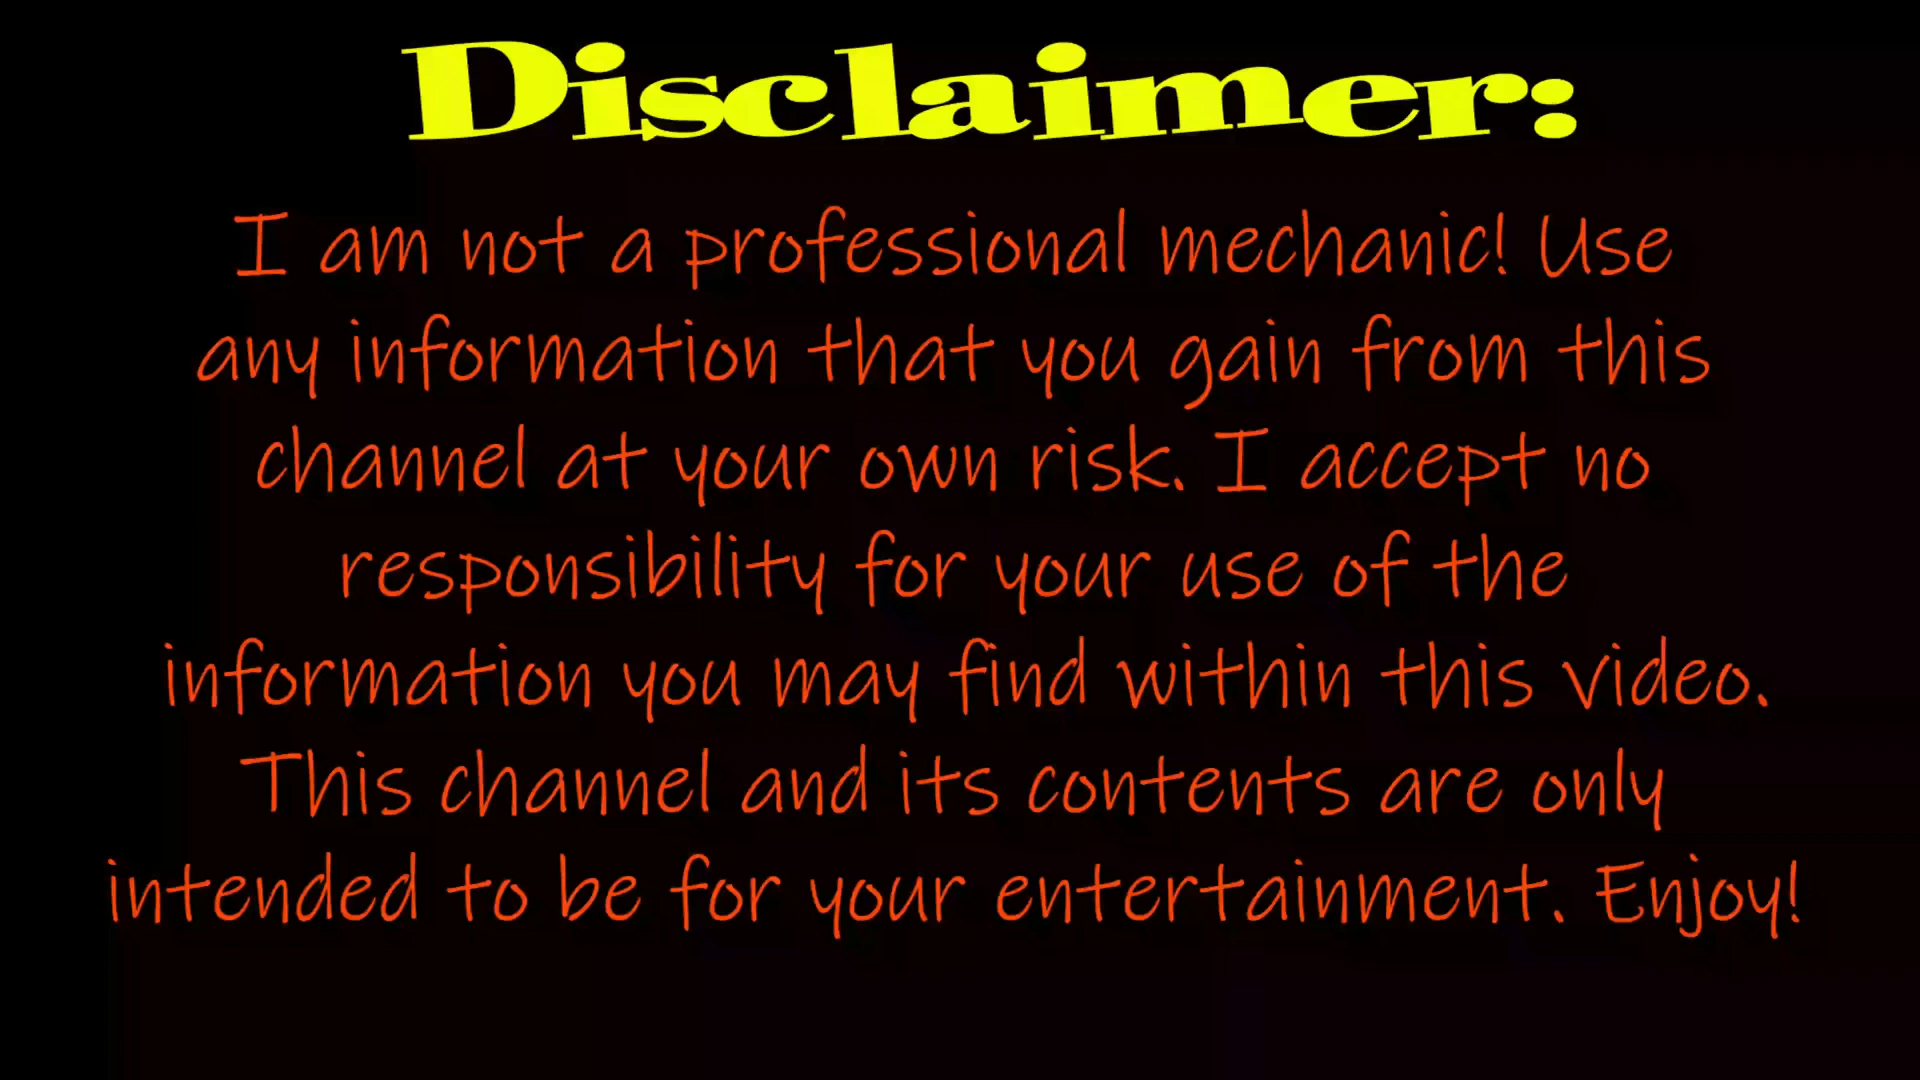 Disclaimer:
I am not a professional mechanic! Use
any information that you gain from this
channel at your own risk. I accept no
responsibility for your use of the
information you may find within this video.
This channel and its contents are only
intended to be for your entertainment. Enjoy!